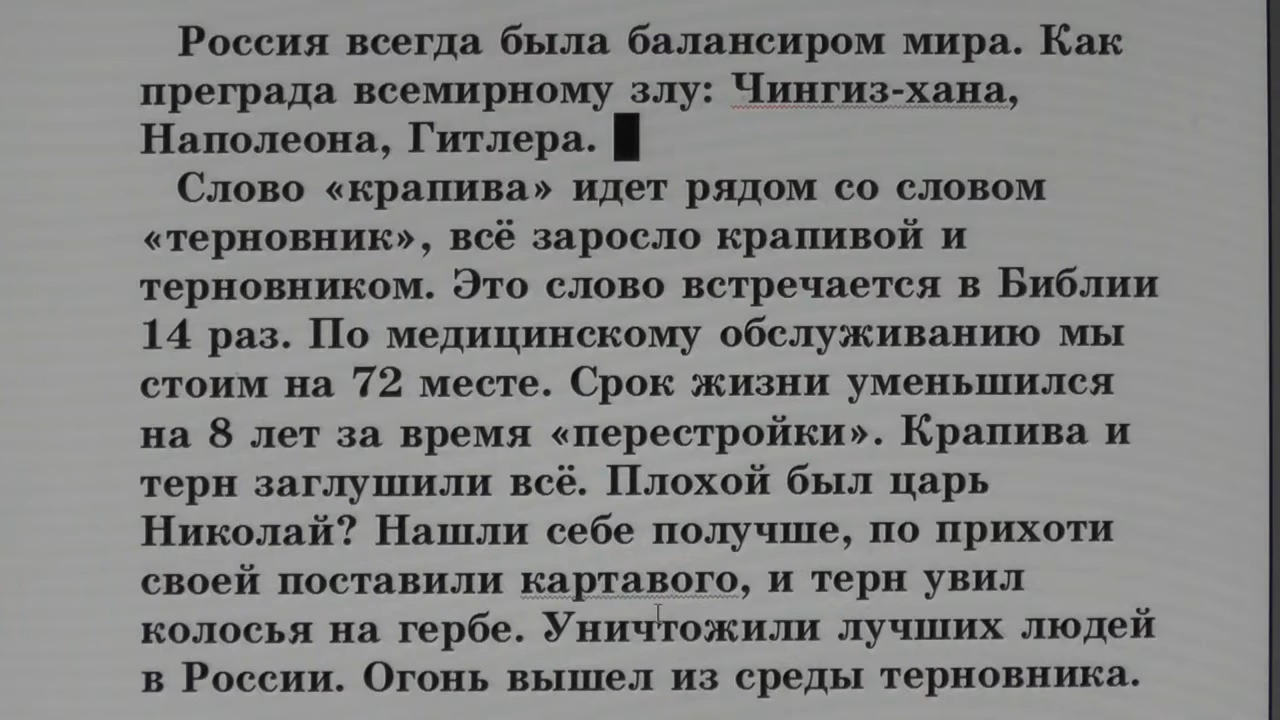 Россия всегда была балансиром мира. Как
преграда всемирному злу: Чингиз-хана,
Наполеона, Гитлера.
Слово «крапива» идет рядом со словом
«терновник», всё заросло крапивой и
терновником. Это слово встречается в Библии
14 раз. По медицинскому обслуживанию мы
стоим на 72 месте. Срок жизни уменьшился
на 8 лет за время «перестройки». Крапива и
терн заглушили всё. Плохой был царь
Николай? Нашли себе получше, по прихоти
своей поставили картавого, и терн увил
колосья на гербе. Уничтожили лучших людей
в России. Огонь вышел из среды терновника.